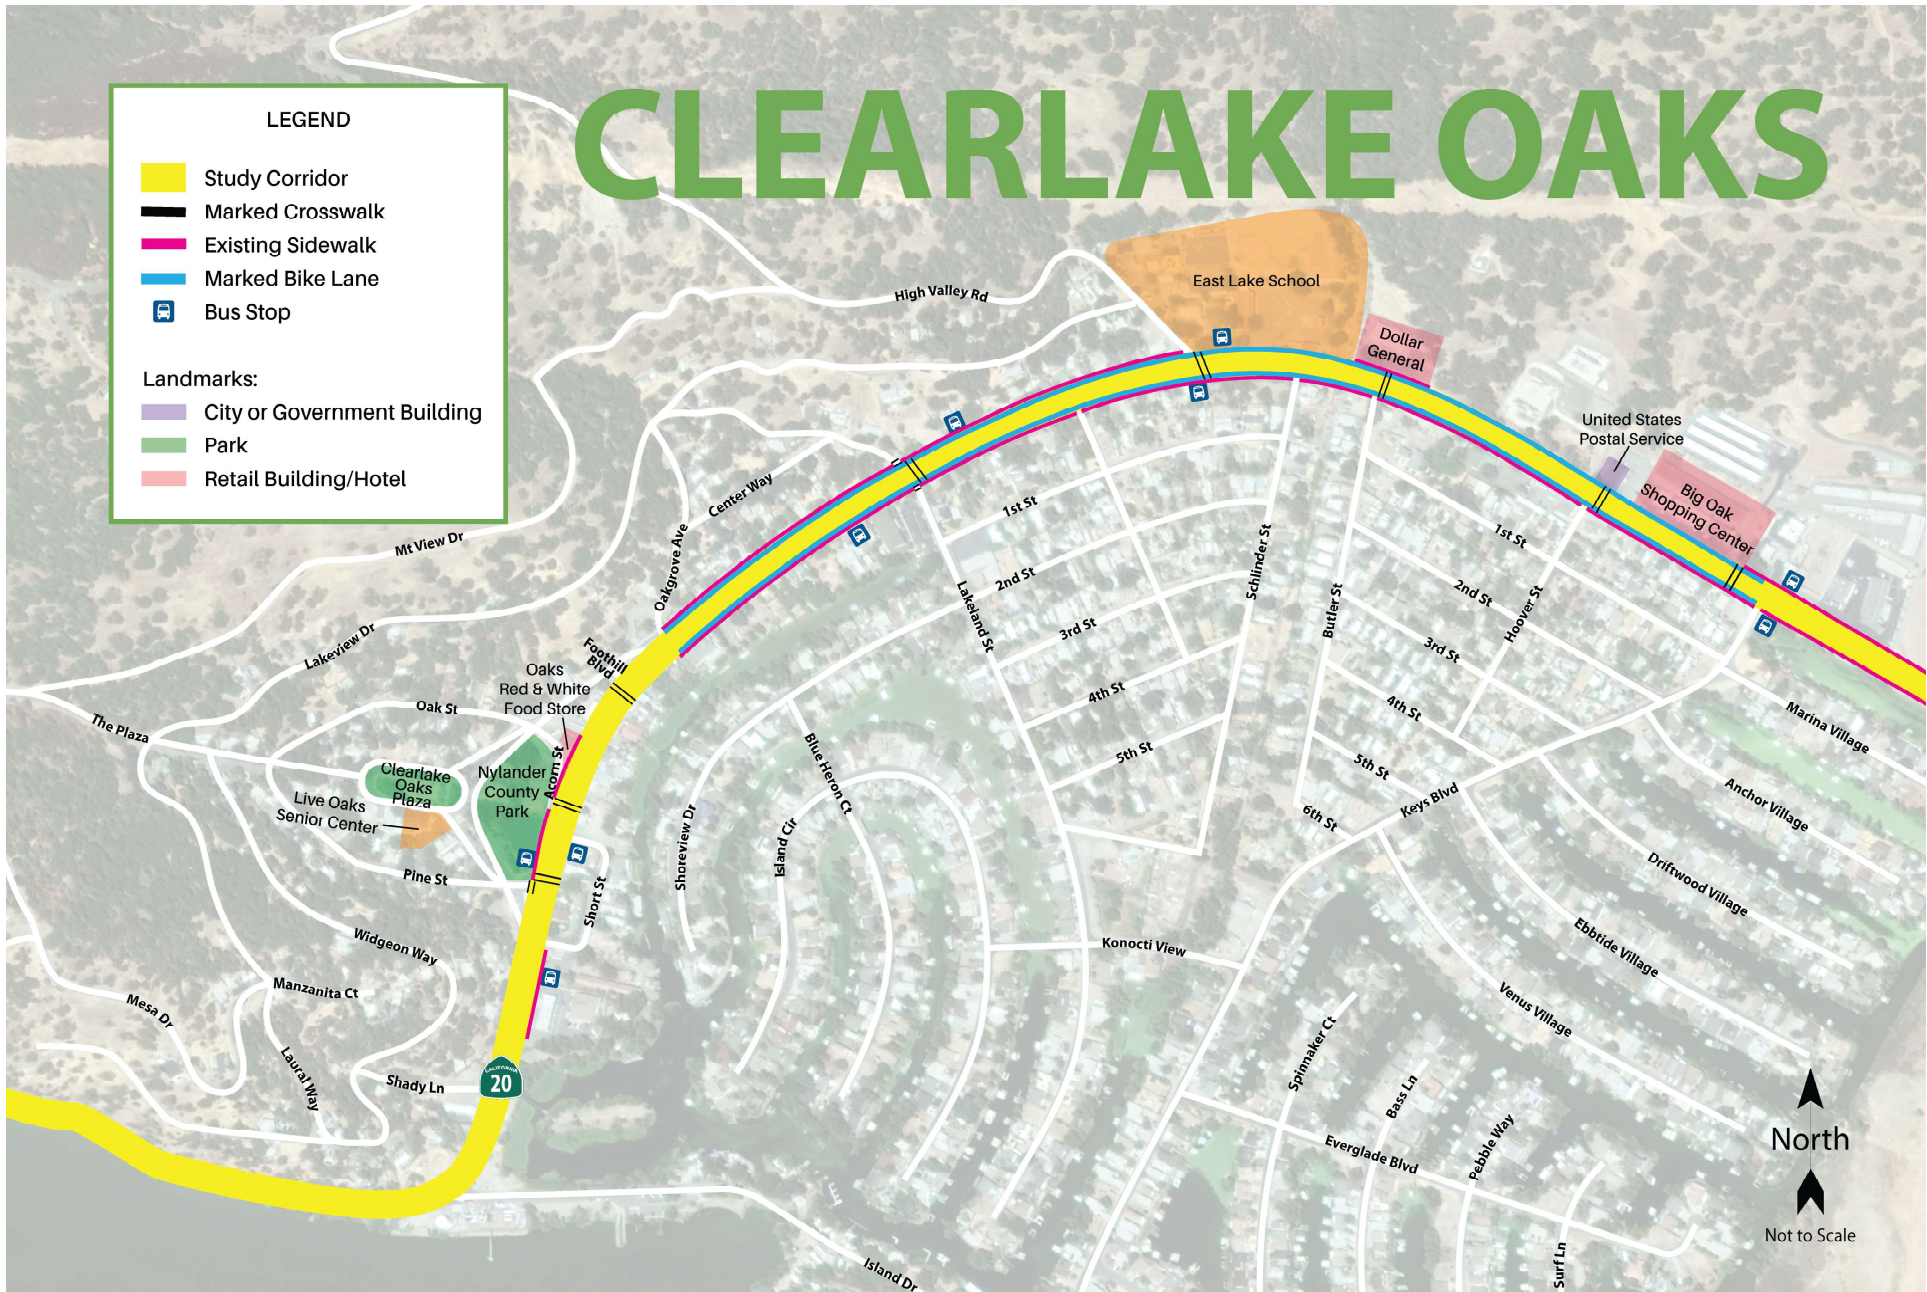 CLEARLAKE OAKS
LEGEND
Study Corridor
Marked Crosswalk
Existing Sidewalk
Marked Bike Lane
Bus Stop
Landmarks:
City or Government Building
Park
Retail Building/Hotel
East Lake School
High Valley Rd
Dollar
General
United States
Postal Service
Big Oak
Shopping Center
Center Way
Mt View Dr
Oakgrove Ave
Lakeview Dr
Foothill
Blvd
Oaks
Red & White
Food Store
Oak St
The Plaza
Clearlake
Oaks
Plaza
Nylander
County
Park
Acorn St
Live Oaks
Senior Center
Pine St
Short St
Widgeon Way
Manzanita Ct
Mesa Dr
Laural Way
Shady Ln
CALIFORNIA
20
Island Dr
Shoreview Dr
Island Cir
Blue Heron Ct
Lakeland St
1st St
2nd St
3rd St
4th St
5th St
Schlinder St
Butler St
Hoover St
1st St
2nd St
3rd St
4th St
5th St
6th St
Keys Blvd
Konocti View
Marina Village
Anchor Village
Driftwood Village
Ebbtide Village
Venus Village
Spinnaker Ct
Bass Ln
Pebble Way
Everglade Blvd
Surf Ln
North
Not to Scale